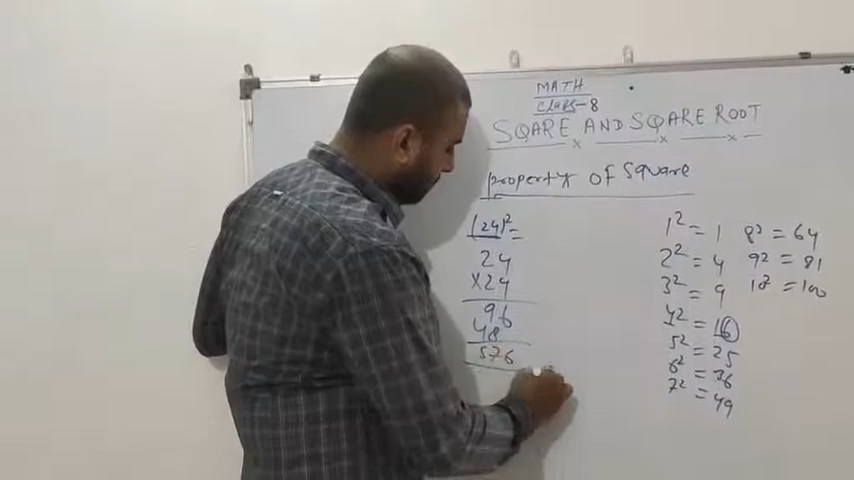 MATH
Class-8
SQARE AND SQARE ROOT
property of Square
(24)² =
24
X24
96
48
576
1² = 1
2² = 4
3² = 9
4² = 16
5² = 25
6² = 36
7² = 49
8² = 64
9² = 81
10² = 100